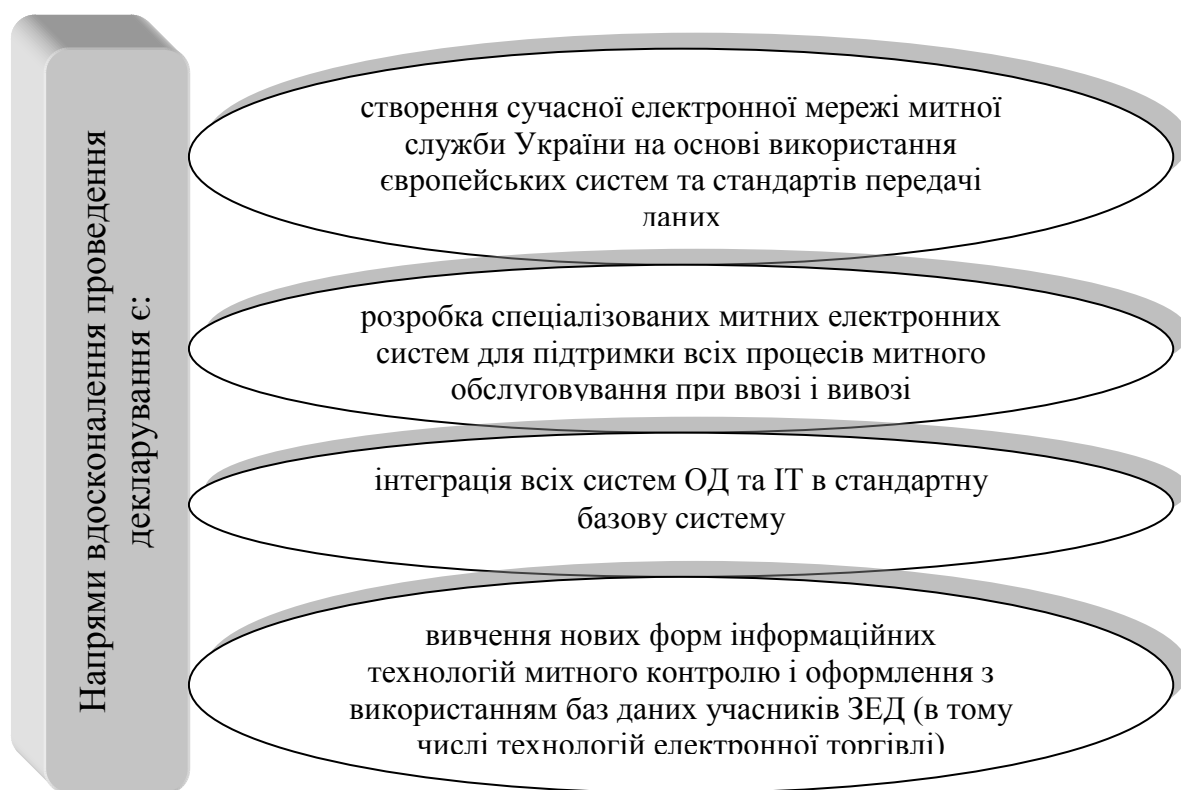 Напрями вдосконалення проведення
декларування є:
створення сучасної електронної мережі митної
служби України на основі використання
європейських систем та стандартів передачі
даних
розробка спеціалізованих митних електронних
систем для підтримки всіх процесів митного
обслуговування при ввозі і вивозі
інтеграція всіх систем ОД та ІТ в стандартну
базову систему
вивчення нових форм інформаційних
технологій митного контролю і оформлення з
використанням баз даних учасників ЗЕД (в тому
числі технологій електронної торгівлі)